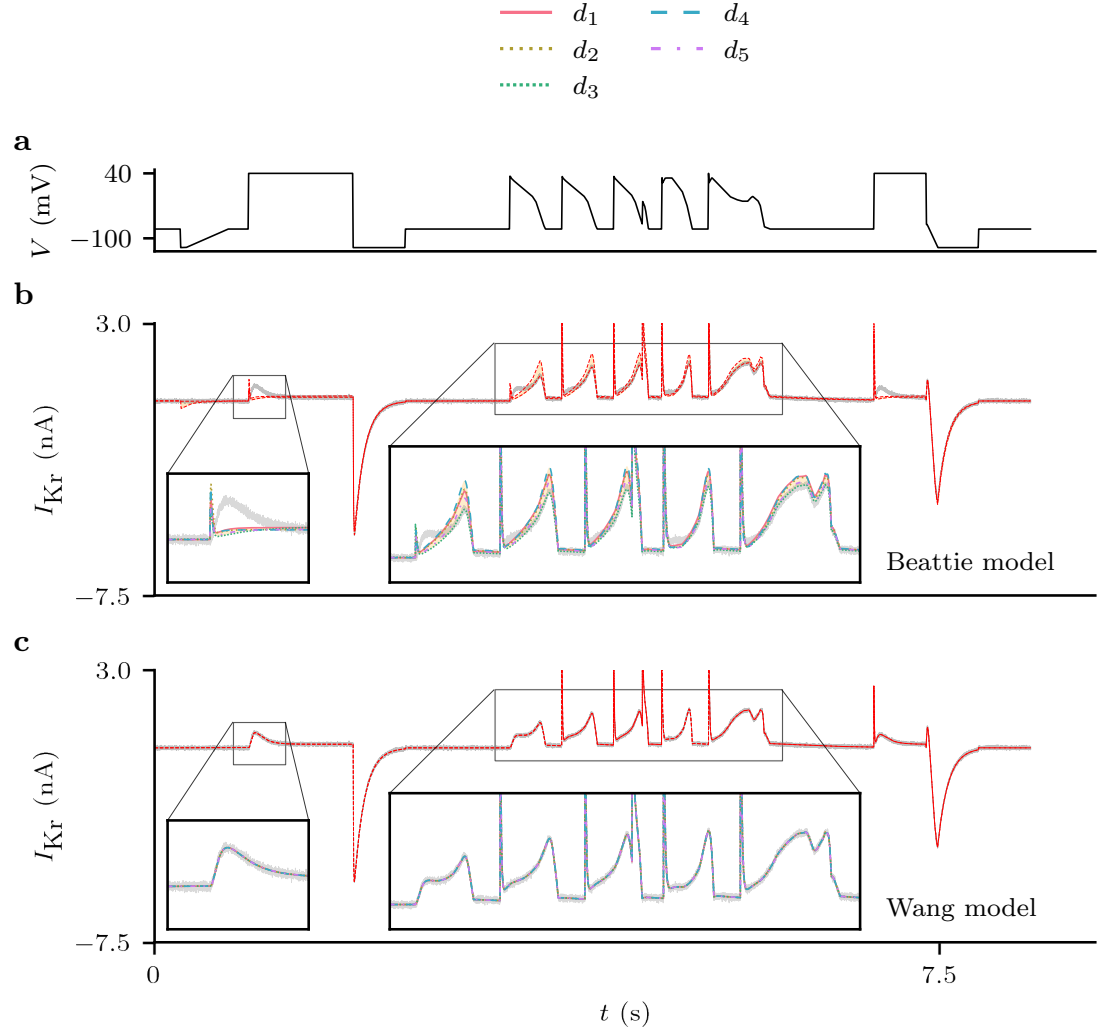 d1 d4
d2 d5
d3
a
40
−100
V (mV)
b
3.0
−7.5
IKr (nA)
Beattie model
c
3.0
−7.5
IKr (nA)
Wang model
0 7.5
t (s)